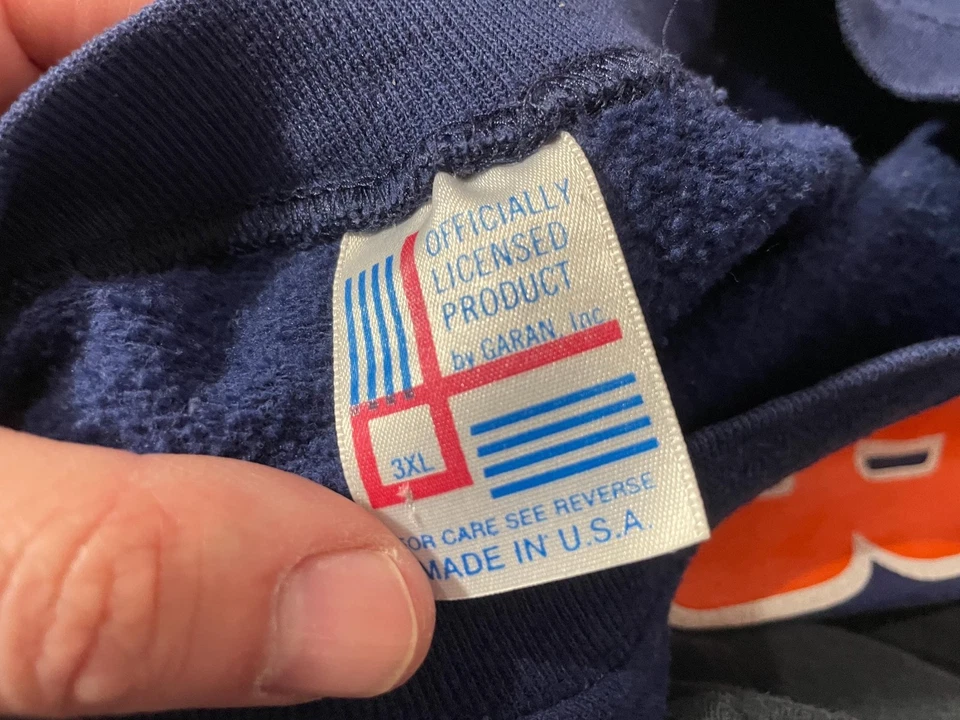 OFFICIALLY
LICENSED
PRODUCT
by GARAN, Inc.
3XL
FOR CARE SEE REVERSE
MADE IN U.S.A.